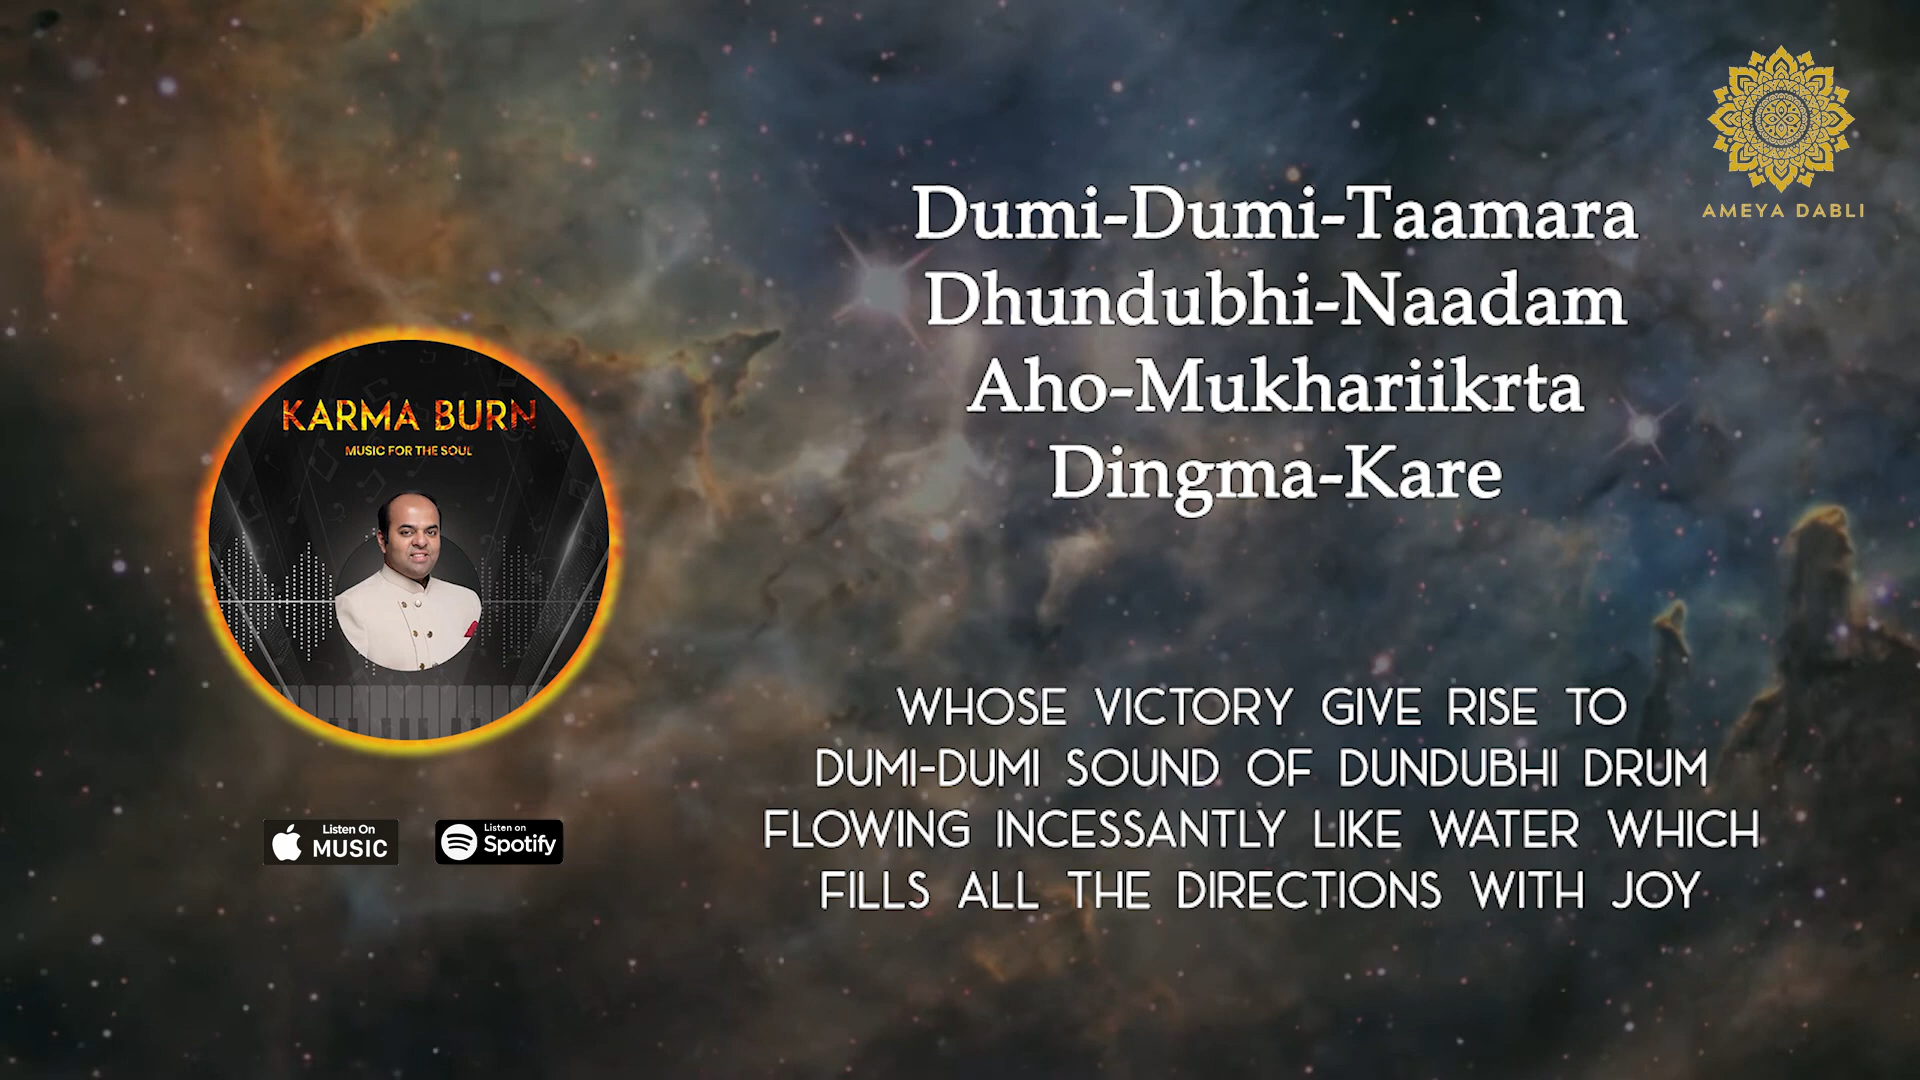 AMEYA DABLI
Dumi-Dumi-Taamara
Dhundubhi-Naadam
Aho-Mukhariikrta
Dingma-Kare
KARMA BURN
MUSIC FOR THE SOUL
WHOSE VICTORY GIVE RISE TO
DUMI-DUMI SOUND OF DUNDUBHI DRUM
FLOWING INCESSANTLY LIKE WATER WHICH
FILLS ALL THE DIRECTIONS WITH JOY
Listen On
MUSIC
Listen on
Spotify